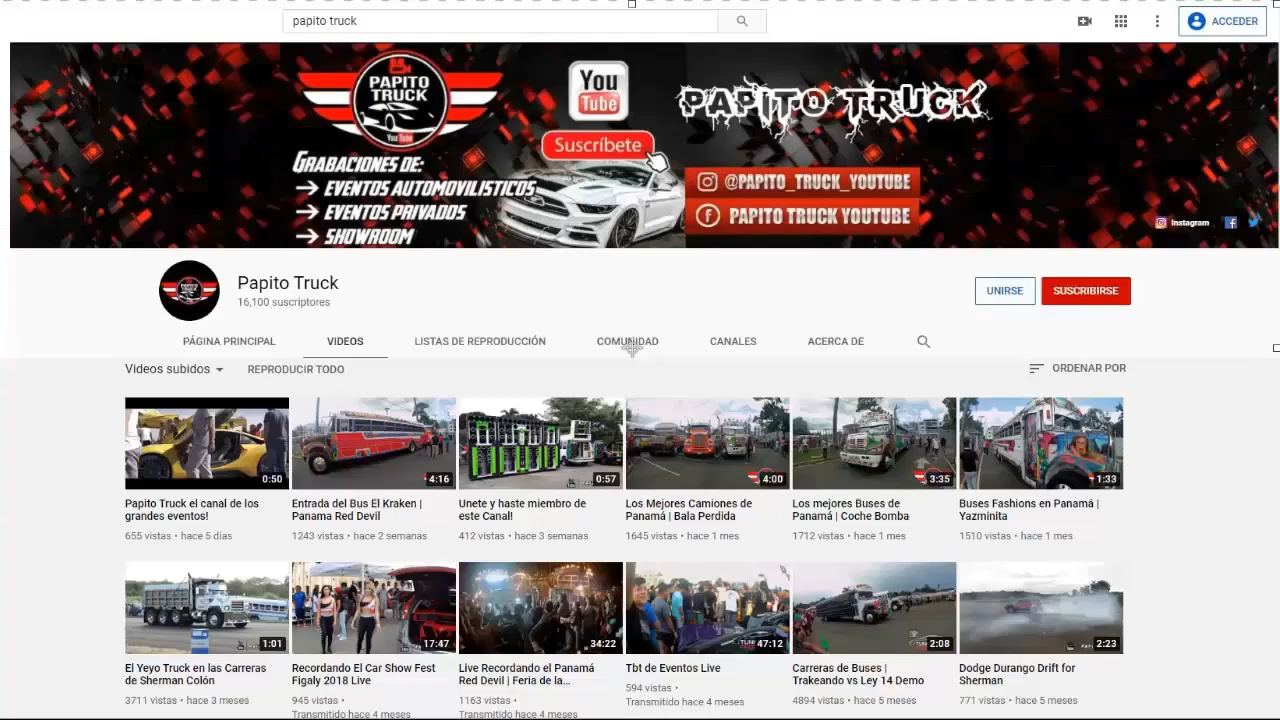 papito truck
ACCEDER
PAPITO
TRUCK
YouTube
You
Tube
Suscríbete
PAPITO TRUCK
GRABACIONES DE:
→ EVENTOS AUTOMOVILISTICOS
→ EVENTOS PRIVADOS
→ SHOWROOM
@PAPITO_TRUCK_YOUTUBE
PAPITO TRUCK YOUTUBE
Instagram
Papito Truck
16,100 suscriptores
UNIRSE
SUSCRIBIRSE
PÁGINA PRINCIPAL
VIDEOS
LISTAS DE REPRODUCCIÓN
COMUNIDAD
CANALES
ACERCA DE
Videos subidos
REPRODUCIR TODO
ORDENAR POR
0:50
4:16
0:57
4:00
3:35
1:33
Papito Truck el canal de los
grandes eventos!
655 vistas • hace 5 días
Entrada del Bus El Kraken |
Panama Red Devil
1243 vistas • hace 2 semanas
Unete y haste miembro de
este Canal!
412 vistas • hace 3 semanas
Los Mejores Camiones de
Panamá | Bala Perdida
1645 vistas • hace 1 mes
Los mejores Buses de
Panamá | Coche Bomba
1712 vistas • hace 1 mes
Buses Fashions en Panamá |
Yazminita
1510 vistas • hace 1 mes
1:01
17:47
34:22
47:12
2:08
2:23
El Yeyo Truck en las Carreras
de Sherman Colón
3711 vistas • hace 3 meses
Recordando El Car Show Fest
Figaly 2018 Live
945 vistas •
Transmitido hace 4 meses
Live Recordando el Panamá
Red Devil | Feria de la...
1163 vistas •
Transmitido hace 4 meses
Tbt de Eventos Live
594 vistas •
Transmitido hace 4 meses
Carreras de Buses |
Trakeando vs Ley 14 Demo
4894 vistas • hace 5 meses
Dodge Durango Drift for
Sherman
771 vistas • hace 5 meses